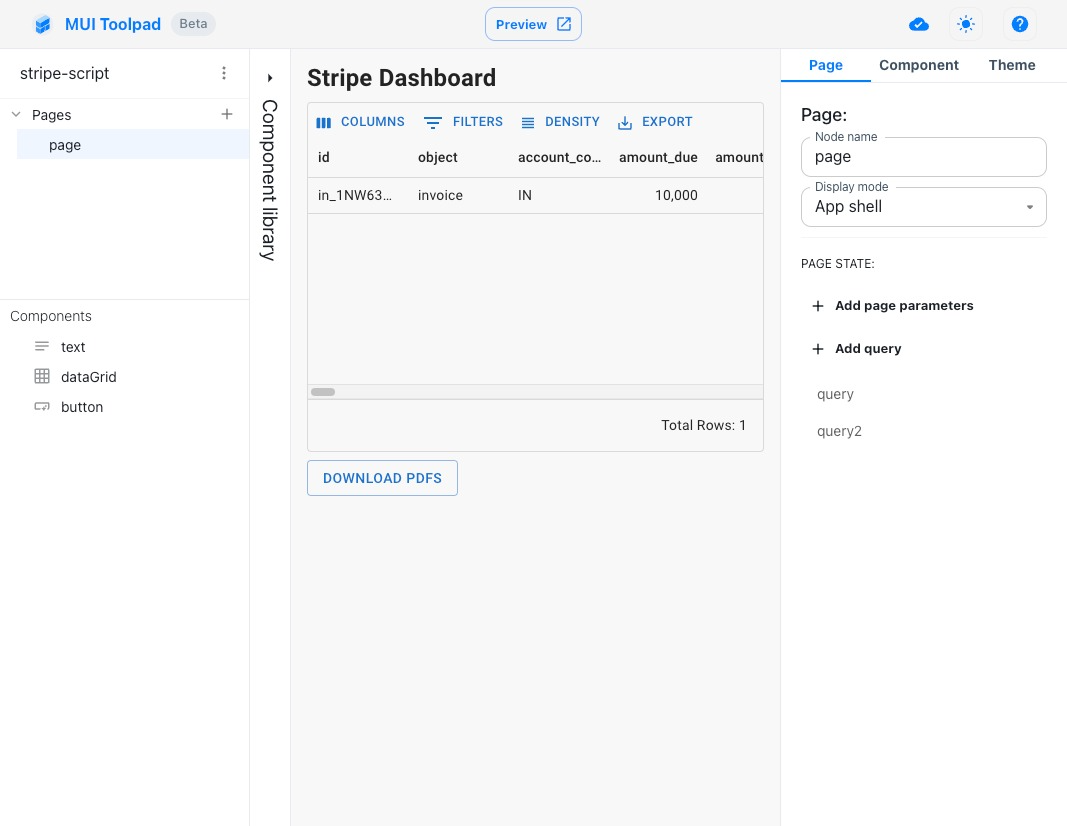 MUI Toolpad Beta
Preview
stripe-script
Pages
page
Components
text
dataGrid
button
Component library
Stripe Dashboard
COLUMNS FILTERS DENSITY EXPORT
id object account_co... amount_due amount
in_1NW63... invoice IN 10,000
Total Rows: 1
DOWNLOAD PDFS
Page Component Theme
Page:
Node name
page
Display mode
App shell
PAGE STATE:
Add page parameters
Add query
query
query2